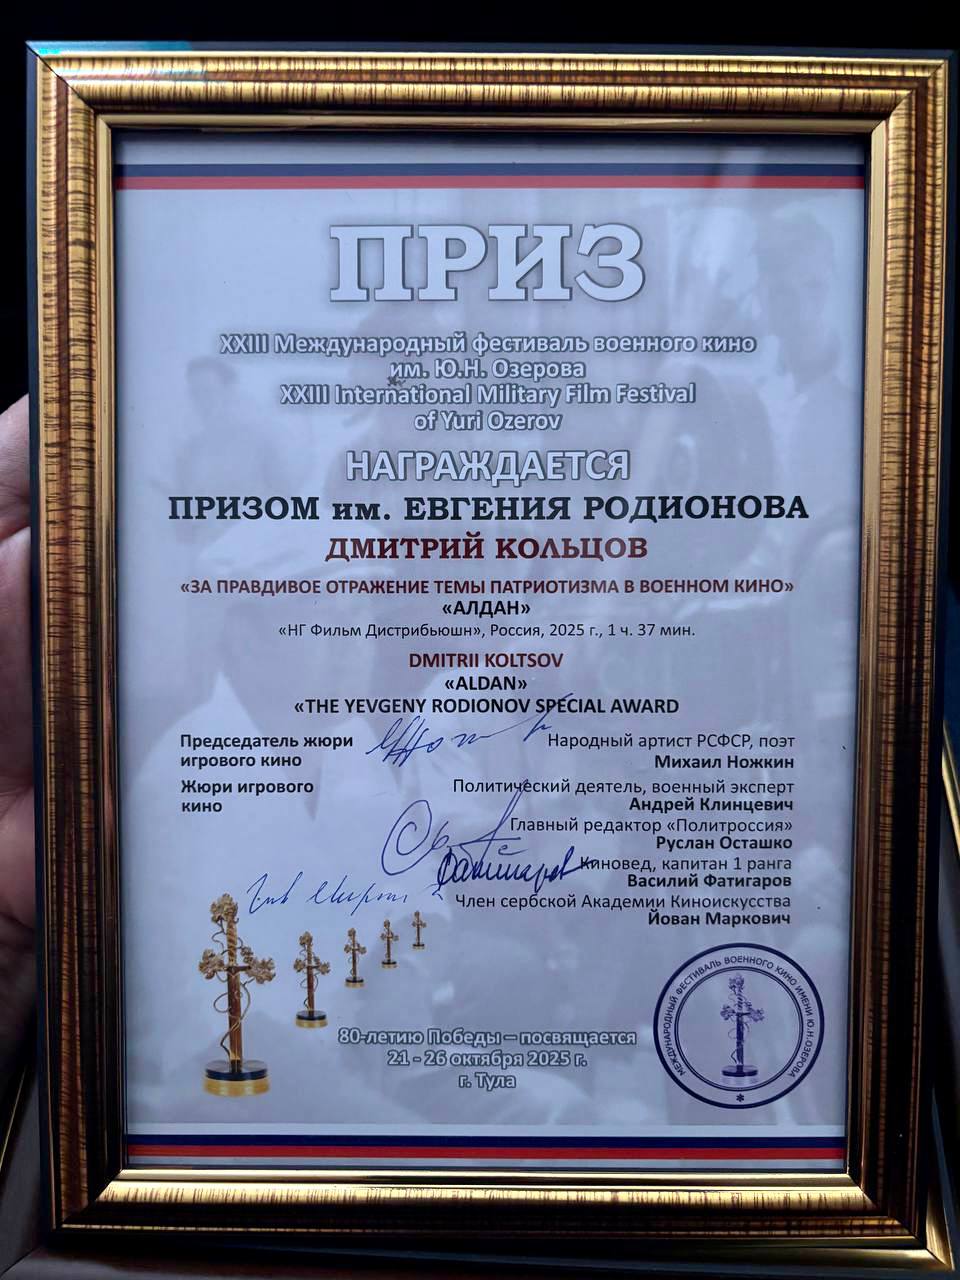 ПРИЗ
XXIII Международный фестиваль военного кино
им. Ю.Н. Озерова
XXIII International Military Film Festival
of Yuri Ozerov
НАГРАЖДАЕТСЯ
ПРИЗОМ им. ЕВГЕНИЯ РОДИОНОВА
ДМИТРИЙ КОЛЬЦОВ
«ЗА ПРАВДИВОЕ ОТРАЖЕНИЕ ТЕМЫ ПАТРИОТИЗМА В ВОЕННОМ КИНО»
«АЛДАН»
«НГ Фильм Дистрибьюшн», Россия, 2025 г., 1 ч. 37 мин.
DMITRII KOLTSOV
«ALDAN»
«THE YEVGENY RODIONOV SPECIAL AWARD
Председатель жюри
игрового кино
Народный артист РСФСР, поэт
Михаил Ножкин
Жюри игрового
кино
Политический деятель, военный эксперт
Андрей Клинцевич
Главный редактор «Политроссия»
Руслан Осташко
Киновед, капитан 1 ранга
Василий Фатигаров
Член сербской Академии Киноискусства
Йован Маркович
80-летию Победы – посвящается
21 - 26 октября 2025 г.
г. Тула
МЕЖДУНАРОДНЫЙ ФЕСТИВАЛЬ ВОЕННОГО КИНО ИМЕНИ Ю.Н.ОЗЕРОВА